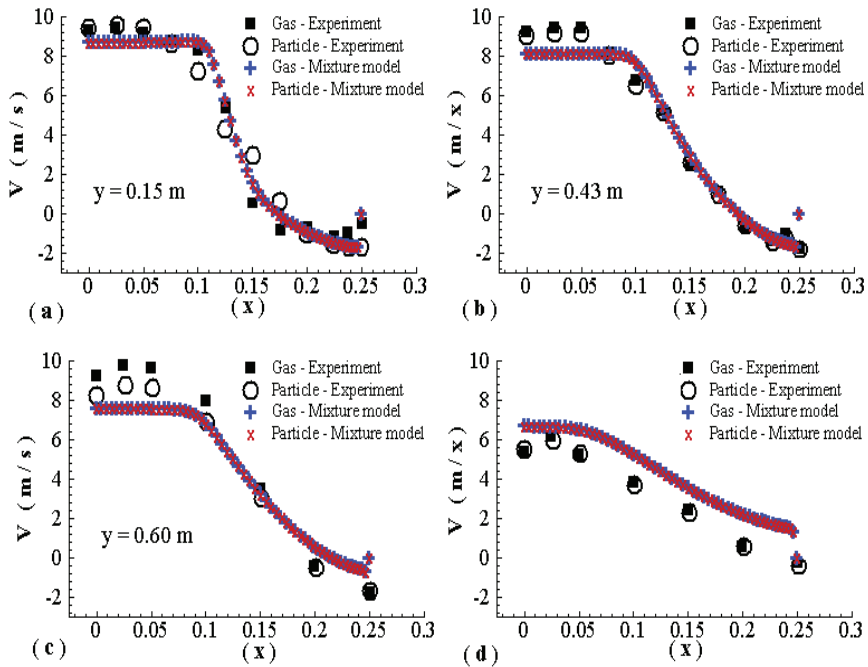 10
8
6
4
2
0
-2
V ( m / s )
Gas - Experiment
Particle - Experiment
Gas - Mixture model
Particle - Mixture model
y = 0.15 m
0 0.05 0.1 0.15 0.2 0.25 0.3
( a ) ( x )
10
8
6
4
2
0
-2
V ( m / x )
Gas - Experiment
Particle - Experiment
Gas - Mixture model
Particle - Mixture model
y = 0.43 m
0 0.05 0.1 0.15 0.2 0.25 0.3
( b ) ( x )
10
8
6
4
2
0
-2
V ( m / s )
Gas - Experiment
Particle - Experiment
Gas - Mixture model
Particle - Mixture model
y = 0.60 m
0 0.05 0.1 0.15 0.2 0.25 0.3
( c ) ( x )
10
8
6
4
2
0
-2
V ( m / x )
Gas - Experiment
Particle - Experiment
Gas - Mixture model
Particle - Mixture model
0 0.05 0.1 0.15 0.2 0.25 0.3
( x ) ( d )